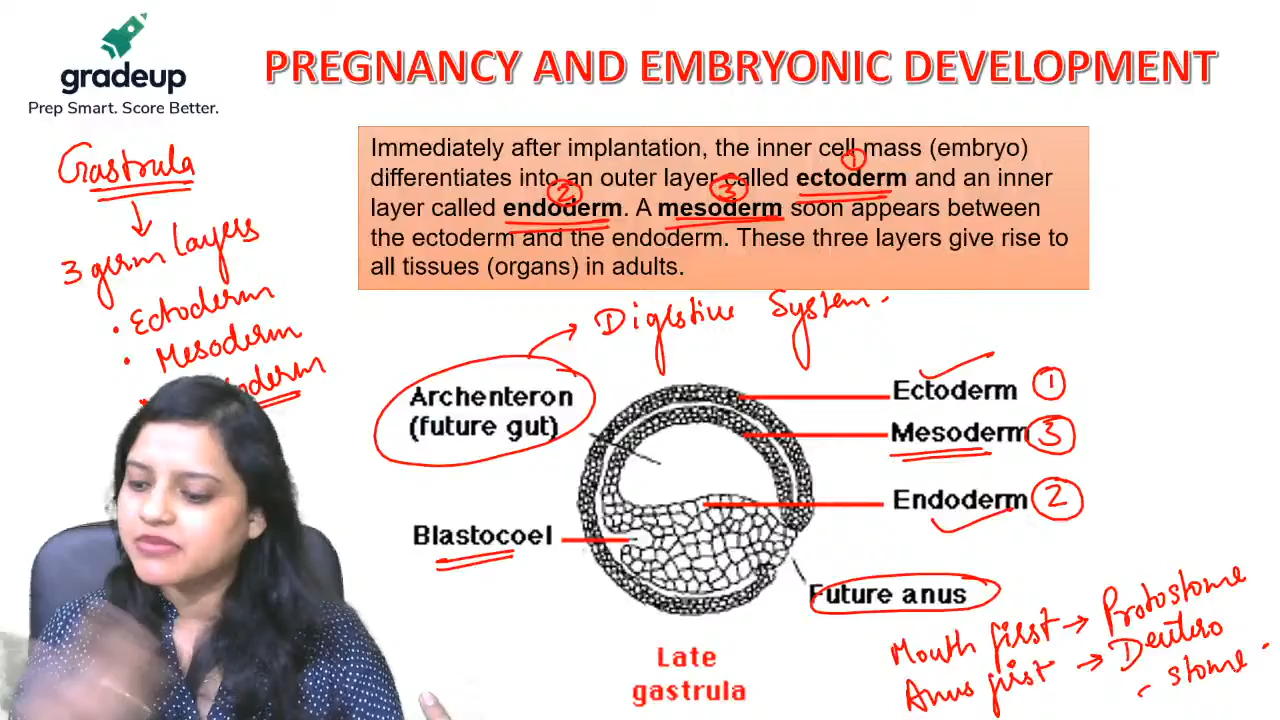 gradeup
Prep Smart. Score Better.
PREGNANCY AND EMBRYONIC DEVELOPMENT
Gastrula
3 germ layers
• Ectoderm
• Mesoderm
Immediately after implantation, the inner cell mass (embryo)
differentiates into an outer layer called ectoderm and an inner
layer called endoderm. A mesoderm soon appears between
the ectoderm and the endoderm. These three layers give rise to
all tissues (organs) in adults.
1
2
3
Digestive System.
Archenteron
(future gut)
Blastocoel
Ectoderm 1
Mesoderm 3
Endoderm 2
Future anus
Late
gastrula
Mouth first → Protostome
Anus first → Deutero
- stome.